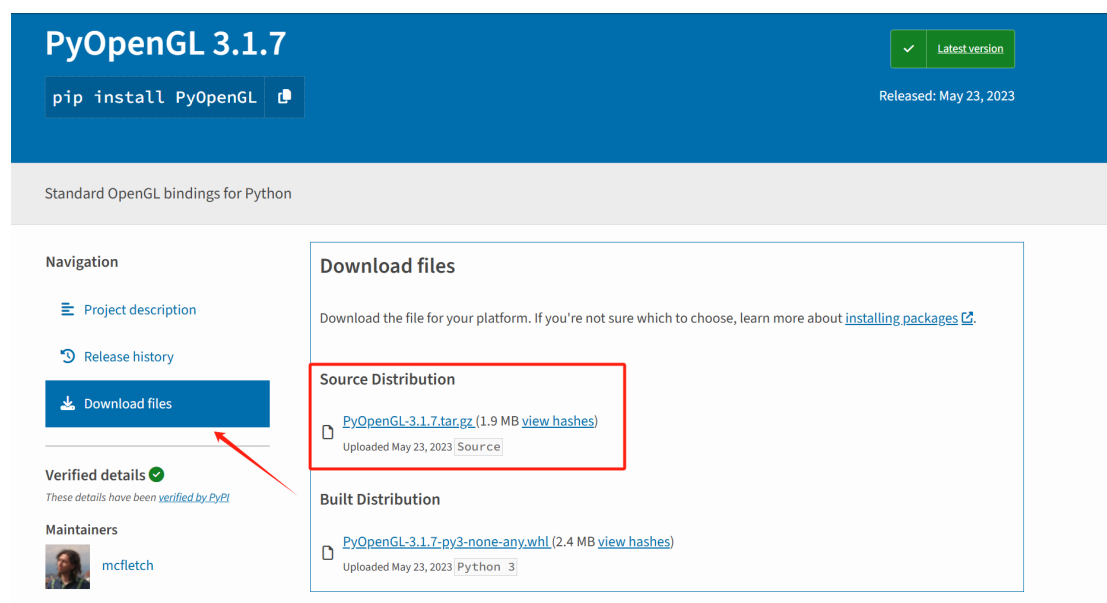 PyOpenGL 3.1.7
pip install PyOpenGL
Latest version
Released: May 23, 2023
Standard OpenGL bindings for Python
Navigation
Project description
Release history
Download files
Verified details
These details have been verified by PyPI
Maintainers
mcfletch
Download files
Download the file for your platform. If you're not sure which to choose, learn more about installing packages.
Source Distribution
PyOpenGL-3.1.7.tar.gz (1.9 MB view hashes)
Uploaded May 23, 2023 Source
Built Distribution
PyOpenGL-3.1.7-py3-none-any.whl (2.4 MB view hashes)
Uploaded May 23, 2023 Python 3